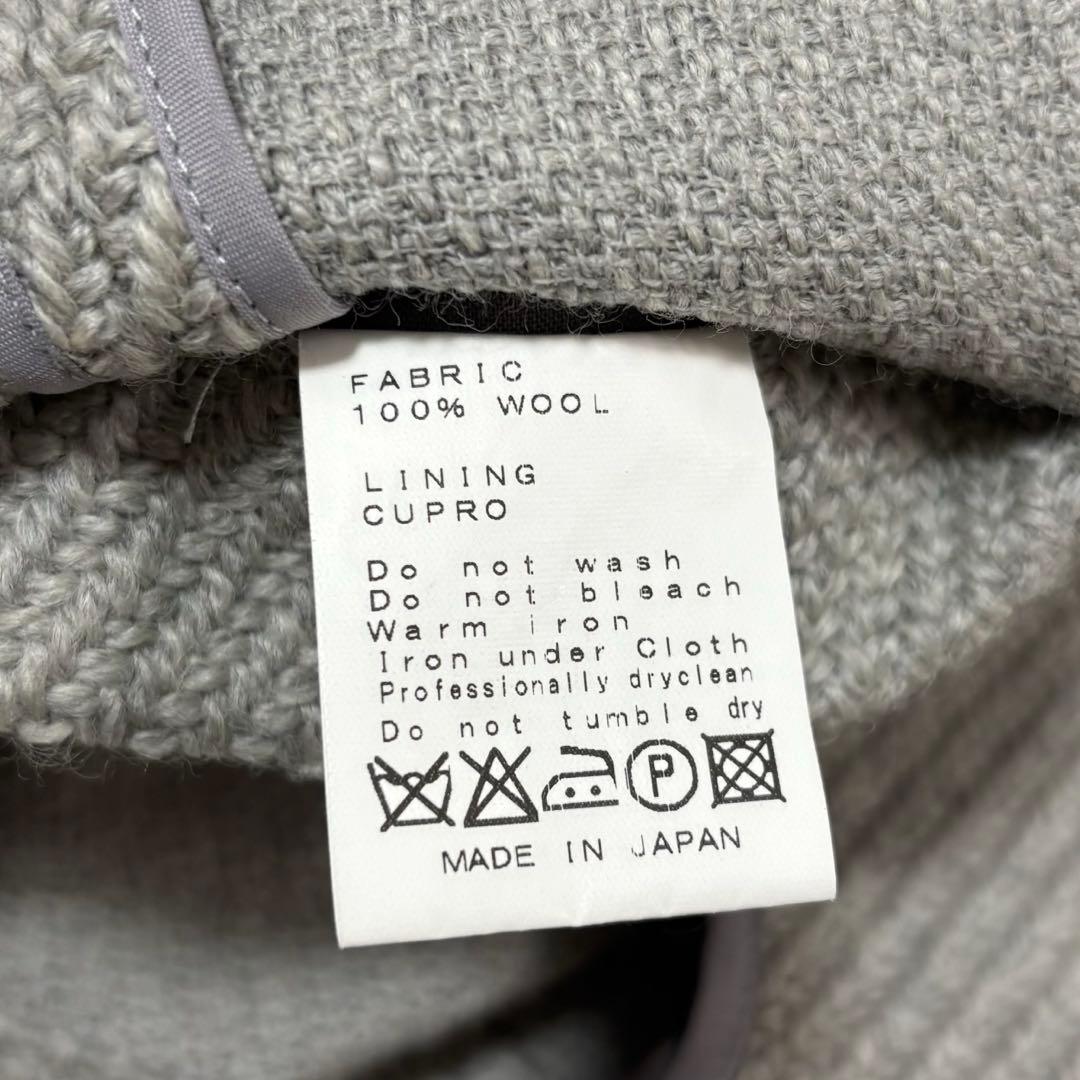 FABRIC
100% WOOL
LINING
CUPRO
Do not wash
Do not bleach
Warm iron
Iron under Cloth
Professionally dryclean
Do not tumble dry
P
MADE IN JAPAN